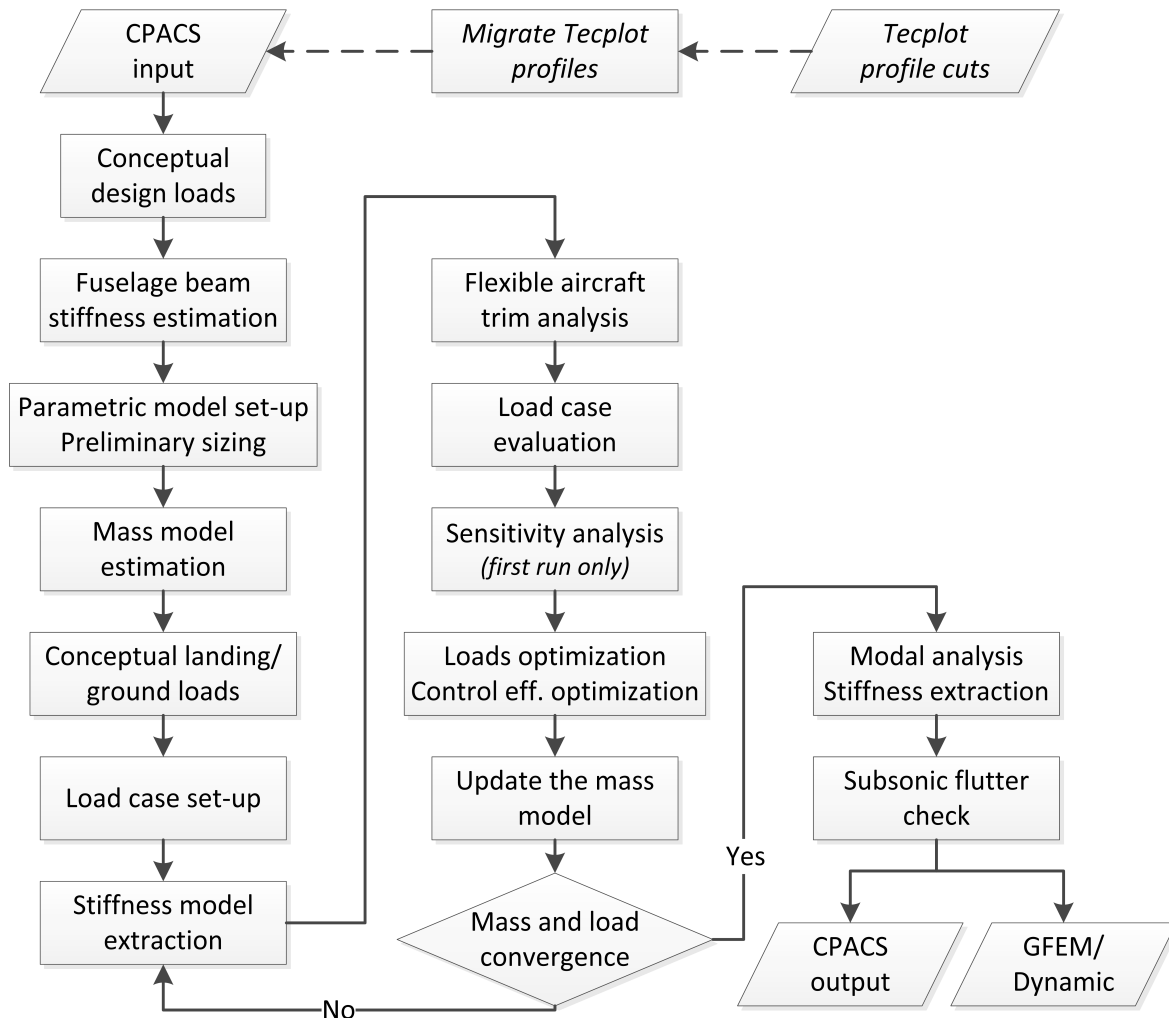 CPACS
input
Migrate Tecplot
profiles
Tecplot
profile cuts
Conceptual
design loads
Fuselage beam
stiffness estimation
Parametric model set-up
Preliminary sizing
Mass model
estimation
Conceptual landing/
ground loads
Load case set-up
Stiffness model
extraction
Flexible aircraft
trim analysis
Load case
evaluation
Sensitivity analysis
(first run only)
Loads optimization
Control eff. optimization
Update the mass
model
Mass and load
convergence
No
Yes
Modal analysis
Stiffness extraction
Subsonic flutter
check
CPACS
output
GFEM/
Dynamic